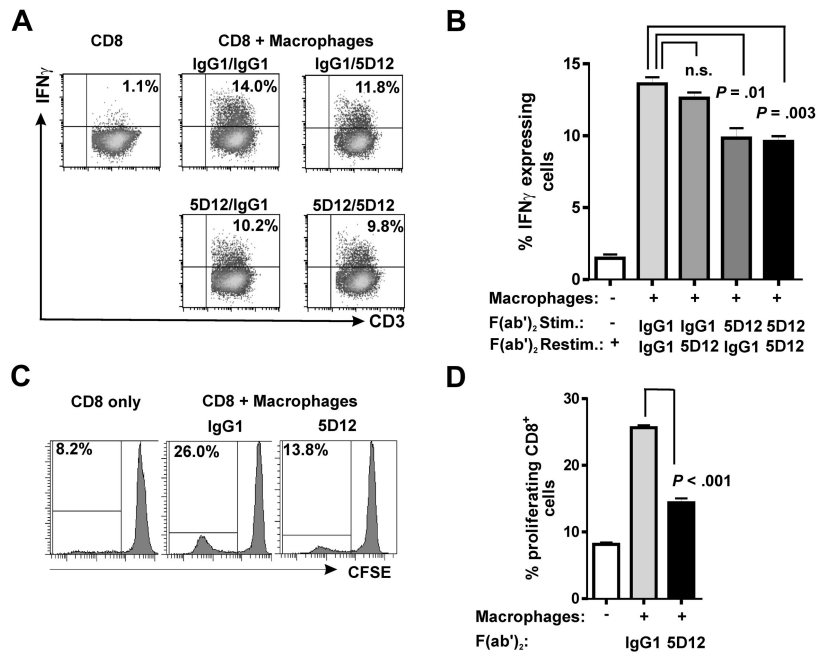 A
CD8
CD8 + Macrophages
IgG1/IgG1
IgG1/5D12
IFNγ
1.1%
14.0%
11.8%
5D12/IgG1
5D12/5D12
10.2%
9.8%
CD3
B
% IFNγ expressing
cells
15
10
5
0
n.s.
P = .01
P = .003
Macrophages: - + + + +
F(ab')2 Stim.: - IgG1 IgG1 5D12 5D12
F(ab')2 Restim.: + IgG1 5D12 IgG1 5D12
C
CD8 only
CD8 + Macrophages
IgG1
5D12
8.2%
26.0%
13.8%
CFSE
D
% proliferating CD8+
cells
30
20
10
0
P < .001
Macrophages: - + +
F(ab')2: IgG1 5D12